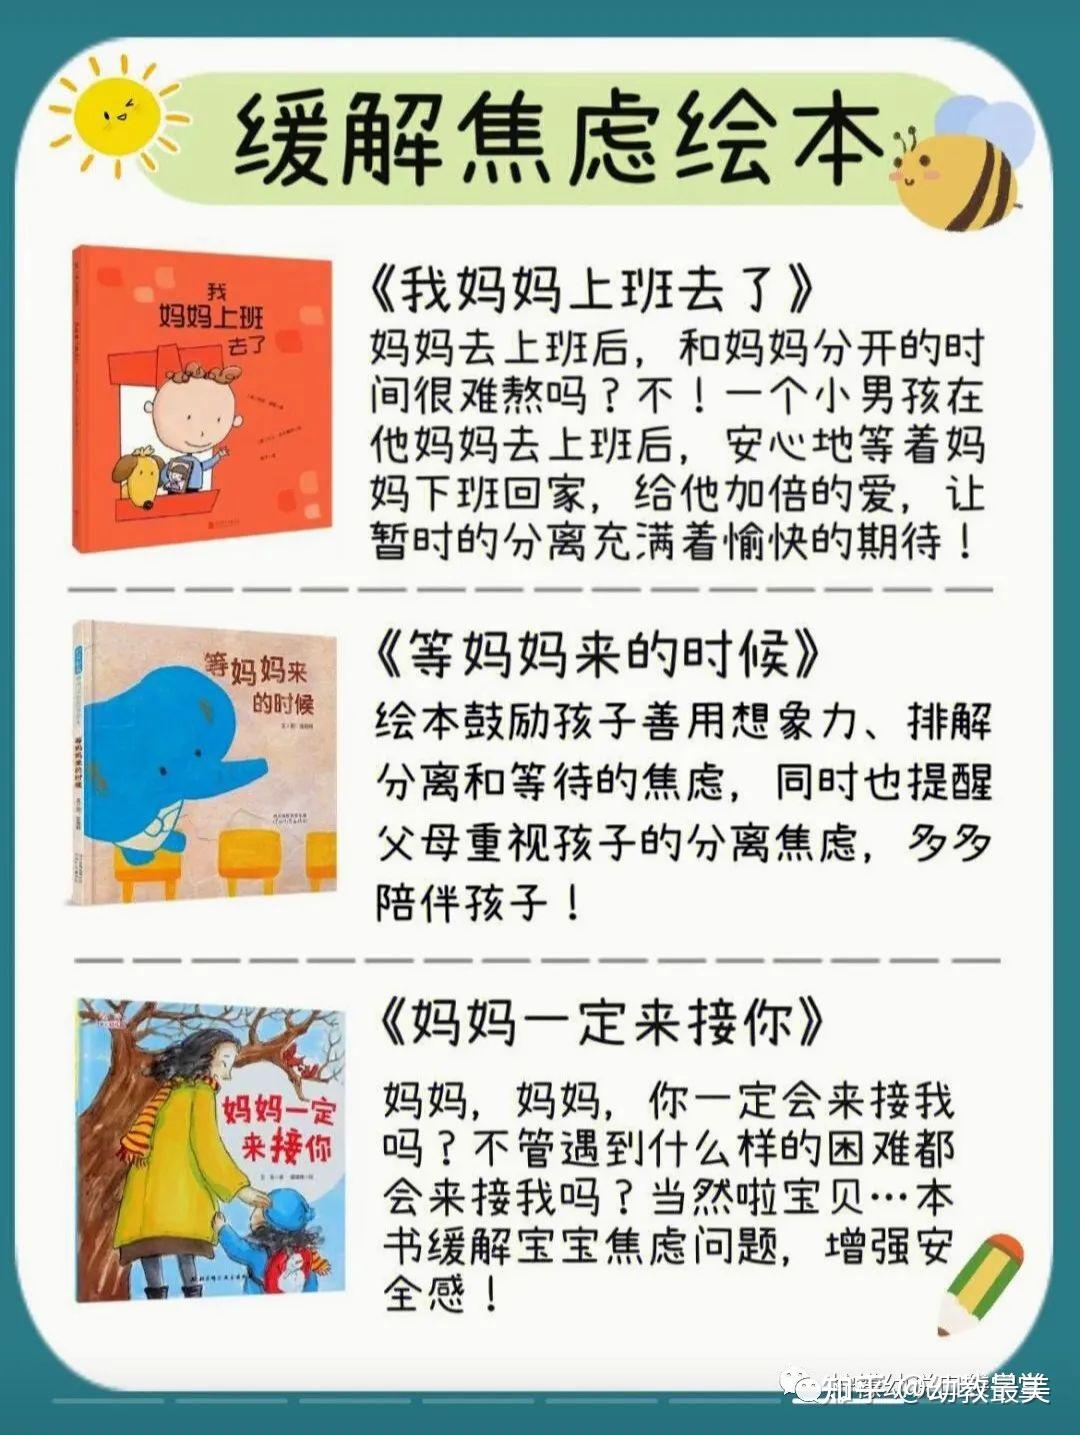 缓解焦虑绘本
我
妈妈上班
去了
《我妈妈上班去了》
妈妈去上班后，和妈妈分开的时
间很难熬吗？不！一个小男孩在
他妈妈去上班后，安心地等着妈
妈下班回家，给他加倍的爱，让
暂时的分离充满着愉快的期待！
等妈妈来
的时候
等妈妈来的时候
《等妈妈来的时候》
绘本鼓励孩子善用想象力、排解
分离和等待的焦虑，同时也提醒
父母重视孩子的分离焦虑，多多
陪伴孩子！
妈妈一定
来接你
《妈妈一定来接你》
妈妈，妈妈，你一定会来接我
吗？不管遇到什么样的困难都
会来接我吗？当然啦宝贝…本
书缓解宝宝焦虑问题，增强安
全感！
知乎 @幼教最美